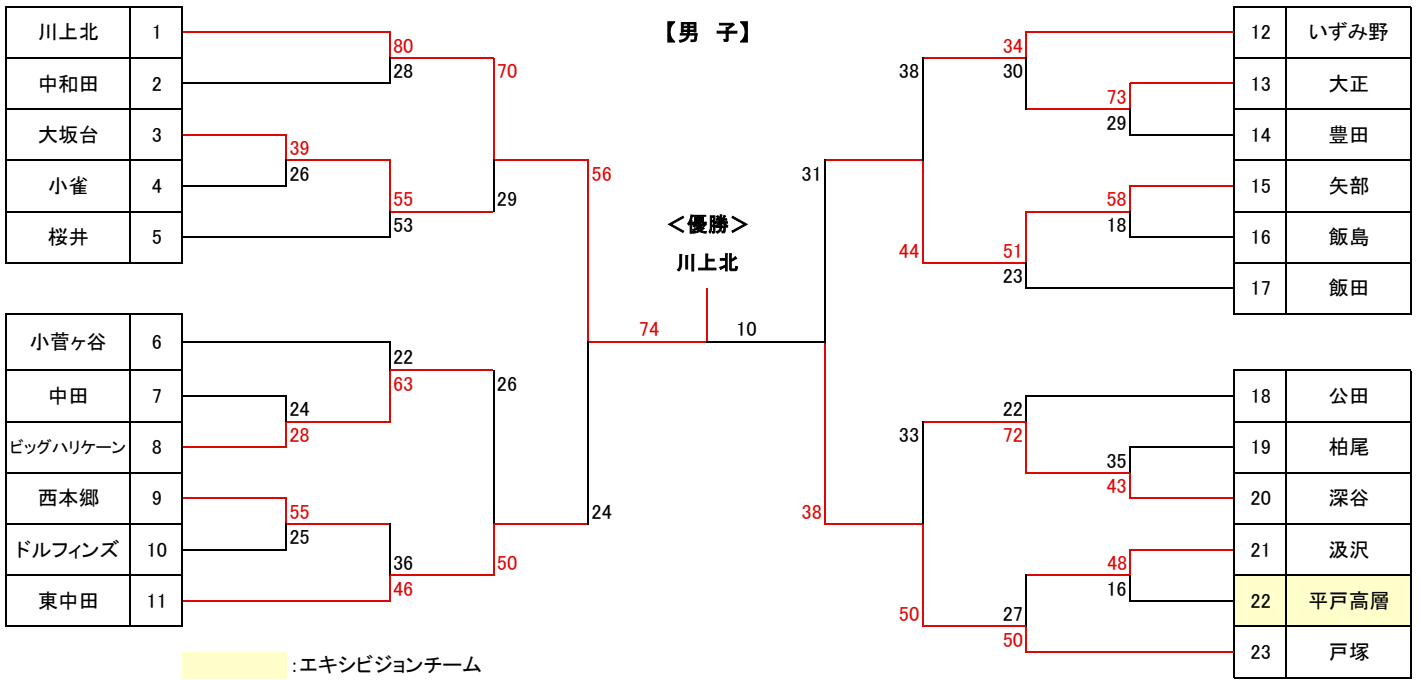 【男 子】
川上北 1
中和田 2
大坂台 3
小雀 4
桜井 5
80
28
39
26
55
53
70
29
56
小菅ヶ谷 6
中田 7
ビッグハリケーン 8
西本郷 9
ドルフィンズ 10
東中田 11
22
63
24
28
55
25
36
46
26
50
24
＜優勝＞
川上北
74 10
12 いずみ野
13 大正
14 豊田
15 矢部
16 飯島
17 飯田
34
30
73
29
58
18
51
23
38
44
31
18 公田
19 柏尾
20 深谷
21 汲沢
22 平戸高層
23 戸塚
22
72
35
43
48
16
27
50
33
50
38
:エキシビジョンチーム